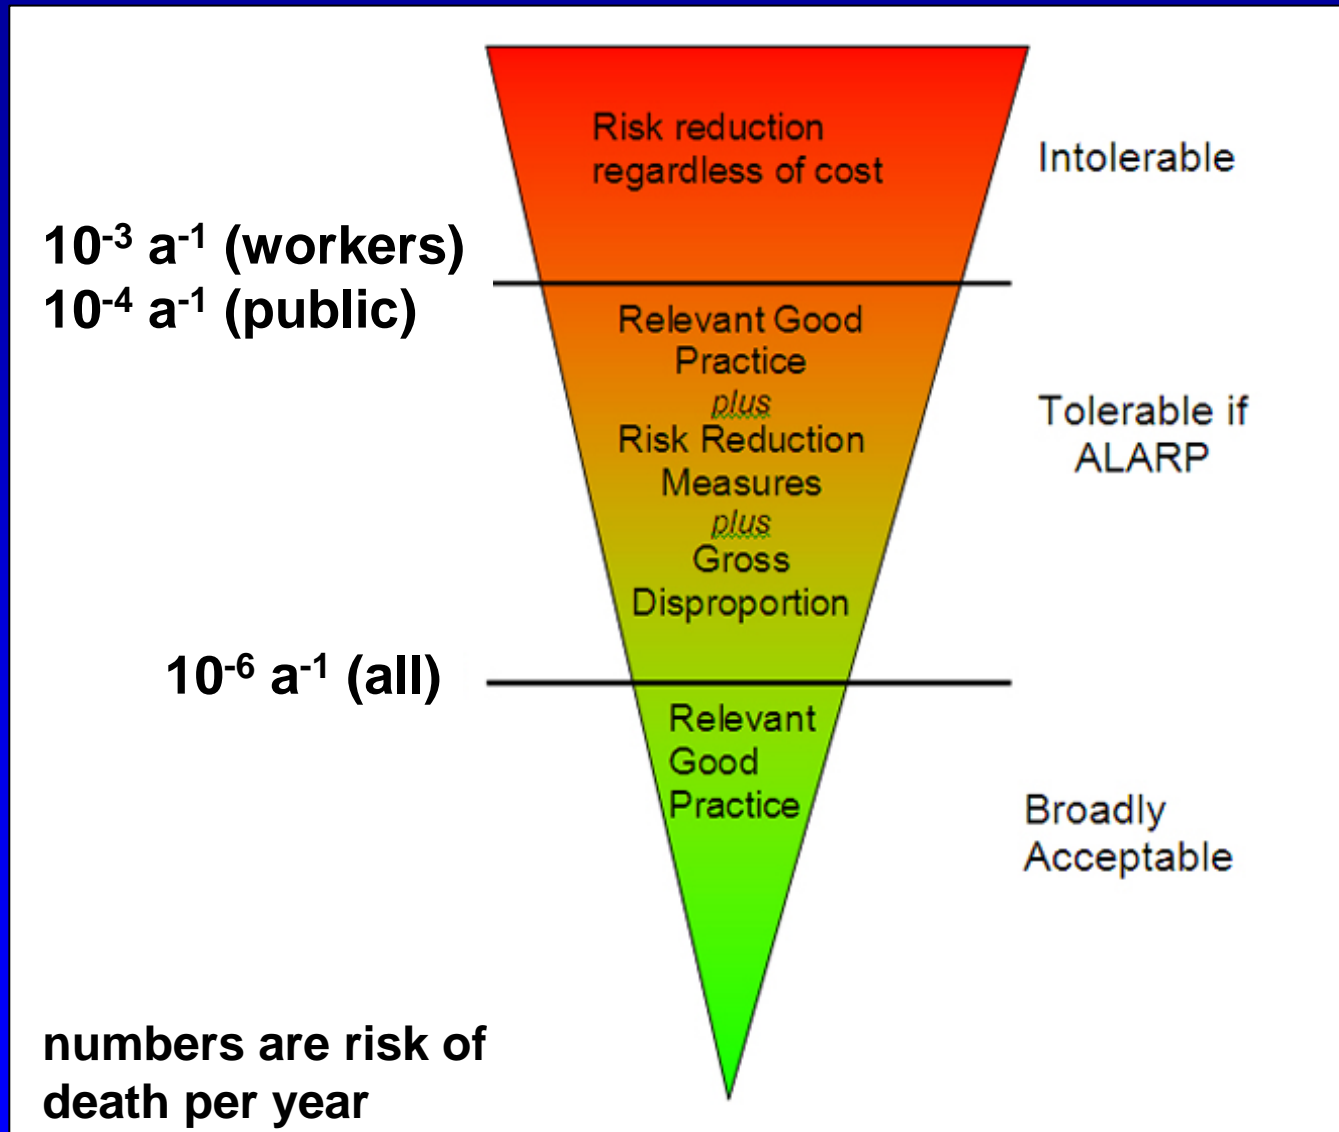 Risk reduction
regardless of cost
Intolerable
10⁻³ a⁻¹ (workers)
10⁻⁴ a⁻¹ (public)
Relevant Good
Practice
plus
Risk Reduction
Measures
plus
Gross
Disproportion
Tolerable if
ALARP
10⁻⁶ a⁻¹ (all)
Relevant
Good
Practice
Broadly
Acceptable
numbers are risk of
death per year